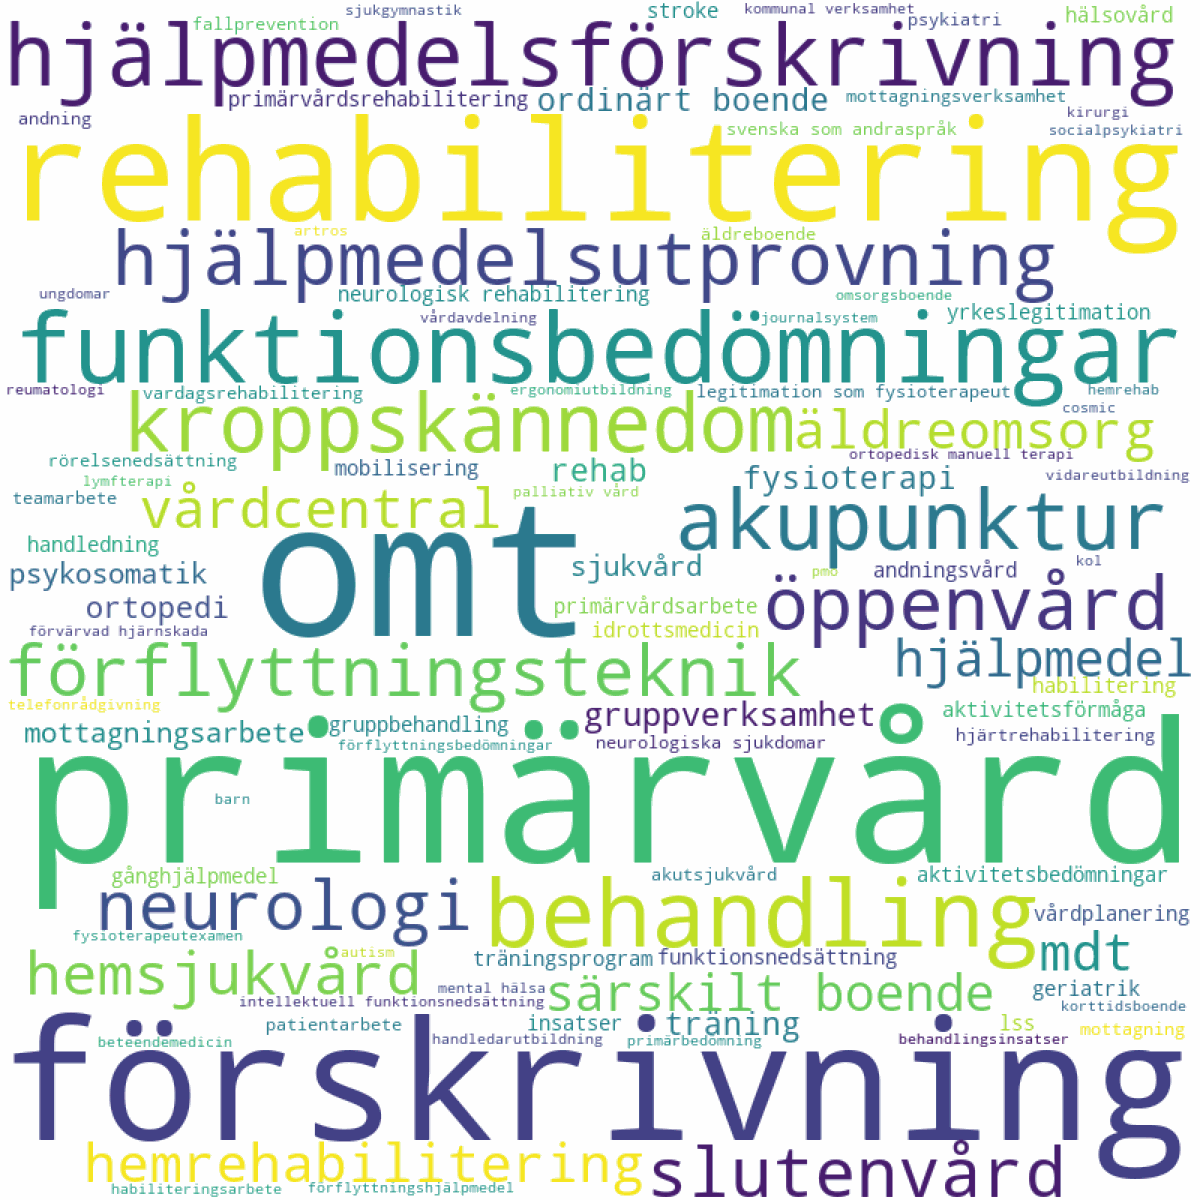 sjukgymnastik
stroke
kommunal verksamhet
psykiatri
hälsovård
fallprevention
hjälpmedelsförskrivning
primärvårdsrehabilitering
ordinärt boende
mottagningsverksamhet
kirurgi
andning
svenska som andraspråk
socialpsykiatri
rehabilitering
artros
äldreboende
hjälpmedelsutprovning
ungdomar
neurologisk rehabilitering
omsorgsboende
vårdavdelning
journalsystem
yrkeslegitimation
funktionsbedömningar
reumatologi
vardagsrehabilitering
ergonomiutbildning
legitimation som fysioterapeut
hemrehab
cosmic
kroppskännedom
äldreomsorg
rörelsenedsättning
mobilisering
rehab
ortopedisk manuell terapi
fysioterapi
vidareutbildning
lymfterapi
teamarbete
vårdcentral
palliativ vård
omt
akupunktur
handledning
psykosomatik
sjukvård
pmo
andningsvård
kol
ortopedi
primärvårdsarbete
öppenvård
förvärvad hjärnskada
idrottsmedicin
förflyttningsteknik
hjälpmedel
habilitering
telefonrådgivning
mottagningsarbete
gruppbehandling
gruppverksamhet
aktivitetsförmåga
förflyttningsbedömningar
neurologiska sjukdomar
hjärtrehabilitering
primärvård
barn
gånghjälpmedel
akutsjukvård
aktivitetsbedömningar
neurologi
behandling
vårdplanering
fysioterapeutexamen
autism
mdt
hemsjukvård
träningsprogram
funktionsnedsättning
mental hälsa
intellektuell funktionsnedsättning
särskilt boende
geriatrik
korttidsboende
patientarbete
insatser
träning
lss
mottagning
beteendemedicin
handledarutbildning
primärbedömning
behandlingsinsatser
förskrivning
hemrehabilitering
slutenvård
habiliteringsarbete
förflyttningshjälpmedel